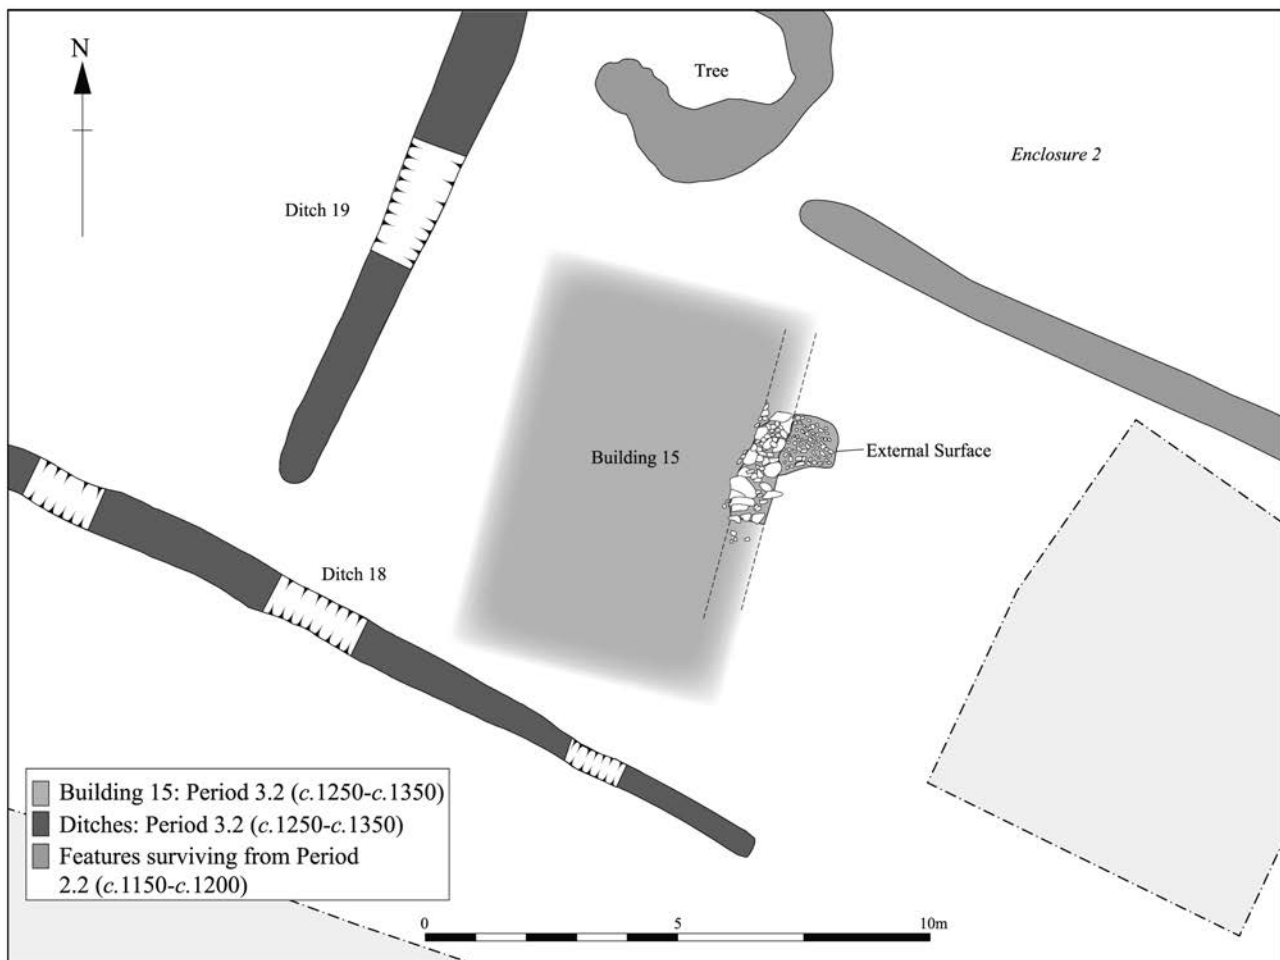 N
Tree
Enclosure 2
Ditch 19
Building 15
External Surface
Ditch 18
Building 15: Period 3.2 (c.1250-c.1350)
Ditches: Period 3.2 (c.1250-c.1350)
Features surviving from Period
2.2 (c.1150-c.1200)
0 5 10m